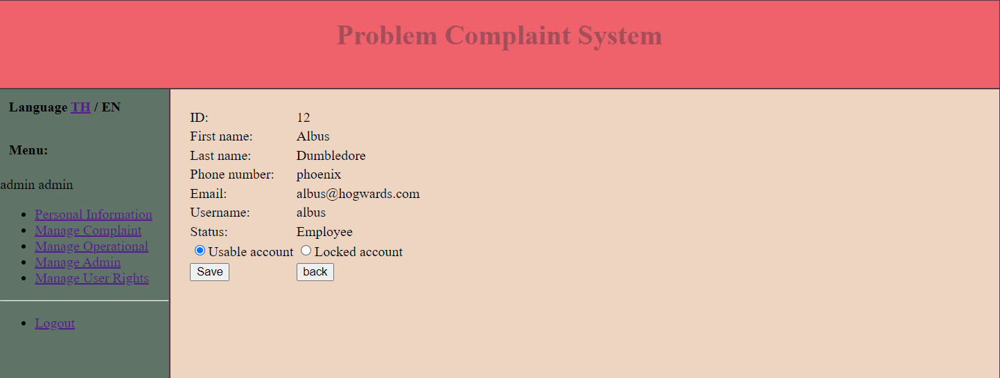 Problem Complaint System
Language TH / EN
Menu:
admin admin
Personal Information
Manage Complaint
Manage Operational
Manage Admin
Manage User Rights
Logout
ID: 12
First name: Albus
Last name: Dumbledore
Phone number: phoenix
Email: albus@hogwards.com
Username: albus
Status: Employee
Usable account Locked account
Save back